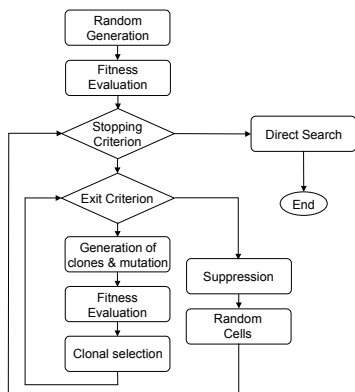 Random
Generation
Fitness
Evaluation
Stopping
Criterion
Direct Search
End
Exit Criterion
Generation of
clones & mutation
Fitness
Evaluation
Clonal selection
Suppression
Random
Cells